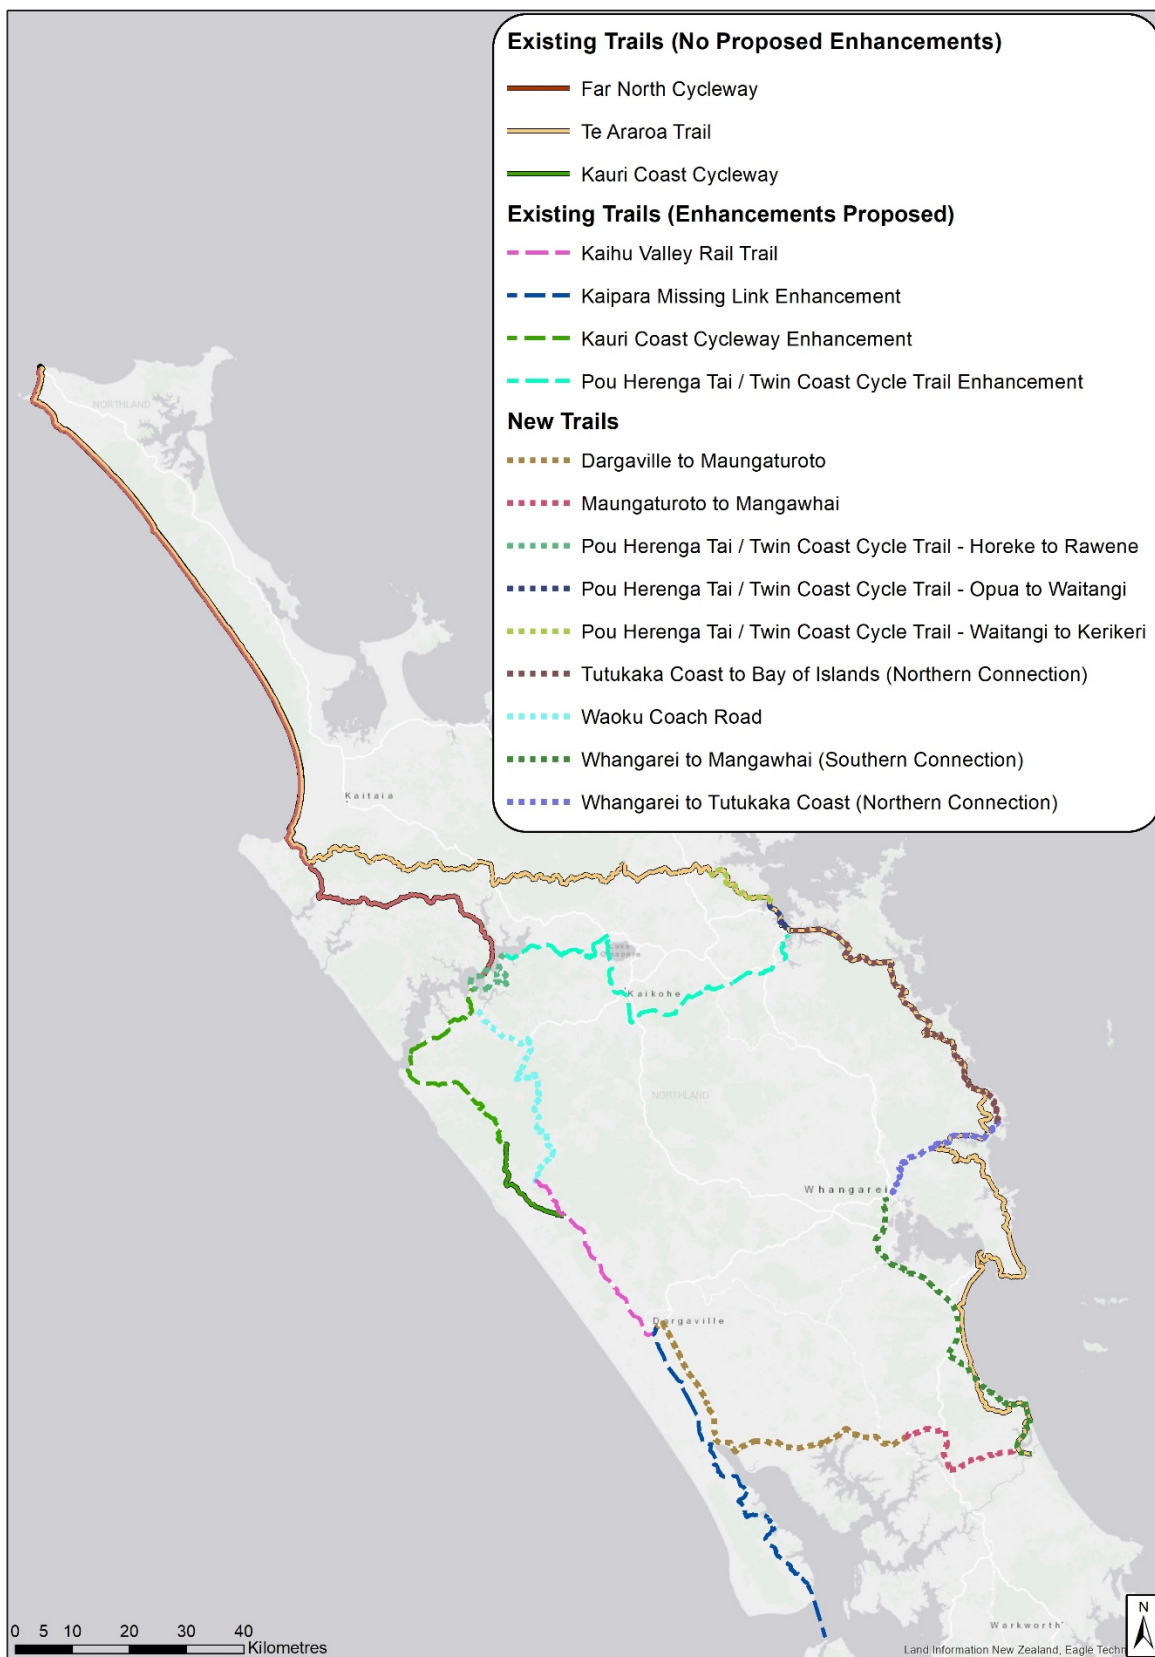 Existing Trails (No Proposed Enhancements)
Far North Cycleway
Te Araroa Trail
Kauri Coast Cycleway
Existing Trails (Enhancements Proposed)
Kaihu Valley Rail Trail
Kaipara Missing Link Enhancement
Kauri Coast Cycleway Enhancement
Pou Herenga Tai / Twin Coast Cycle Trail Enhancement
New Trails
Dargaville to Maungaturoto
Maungaturoto to Mangawhai
Pou Herenga Tai / Twin Coast Cycle Trail - Horeke to Rawene
Pou Herenga Tai / Twin Coast Cycle Trail - Opua to Waitangi
Pou Herenga Tai / Twin Coast Cycle Trail - Waitangi to Kerikeri
Tutukaka Coast to Bay of Islands (Northern Connection)
Waoku Coach Road
Whangarei to Mangawhai (Southern Connection)
Whangarei to Tutukaka Coast (Northern Connection)
NORTHLAND
Kaitaia
Lake
Kaikohe
NORTHLAND
Whangarei
Dargaville
Warkworth
0 5 10 20 30 40
Kilometres
N
Land Information New Zealand, Eagle Techn